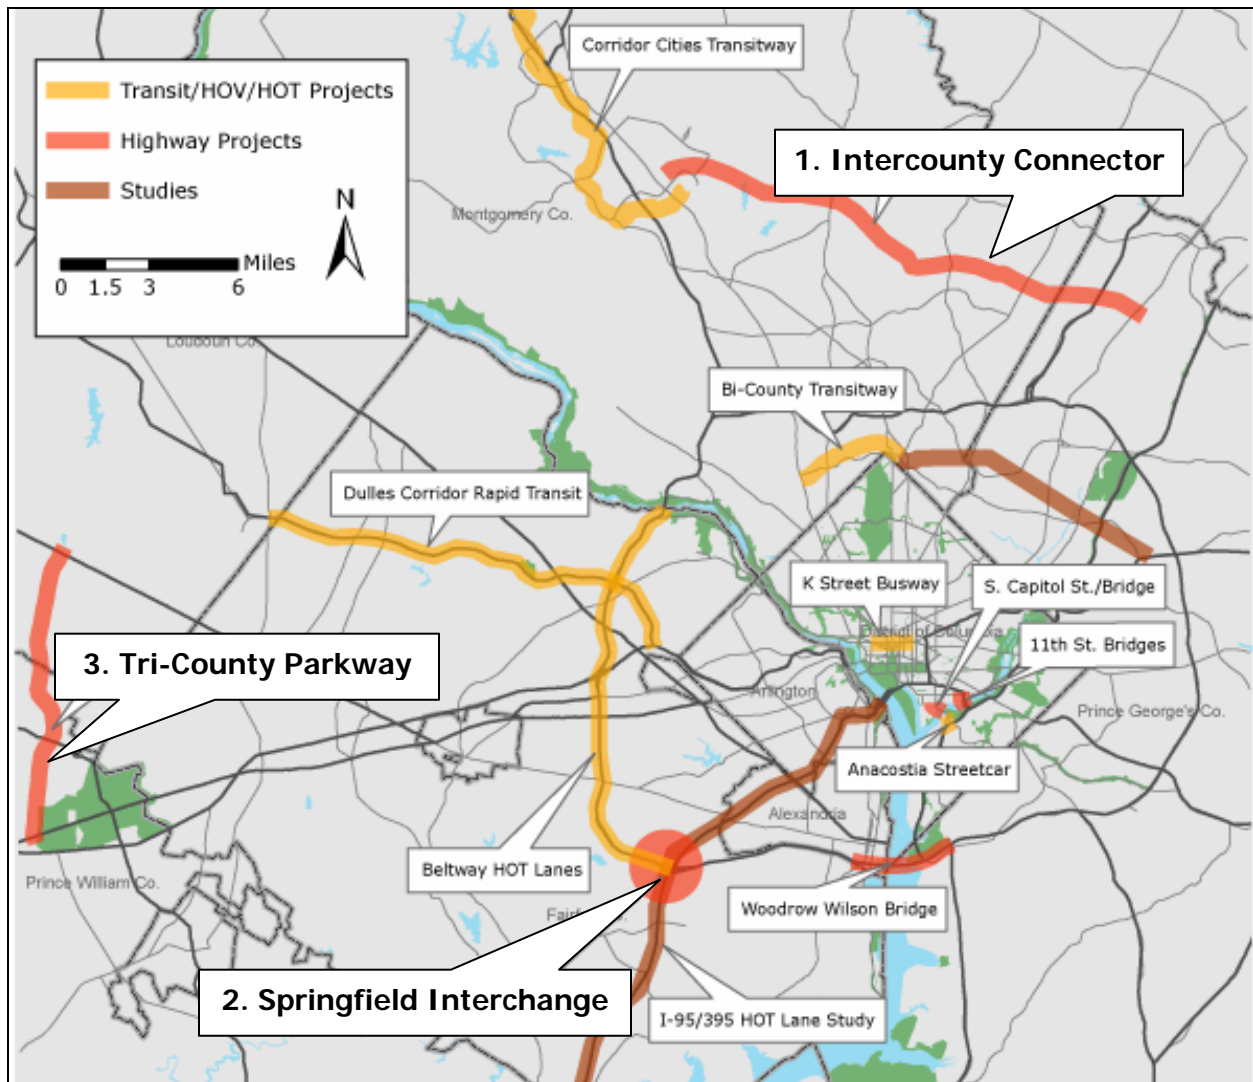 Corridor Cities Transitway
Transit/HOV/HOT Projects
Highway Projects
Studies
N
Miles
0 1.5 3 6
1. Intercounty Connector
Montgomery Co.
Loudoun Co.
Bi-County Transitway
Dulles Corridor Rapid Transit
K Street Busway
S. Capitol St./Bridge
District of Columbia
11th St. Bridges
3. Tri-County Parkway
Arlington
Prince George's Co.
Anacostia Streetcar
Alexandria
Beltway HOT Lanes
Prince William Co.
Woodrow Wilson Bridge
2. Springfield Interchange
I-95/395 HOT Lane Study